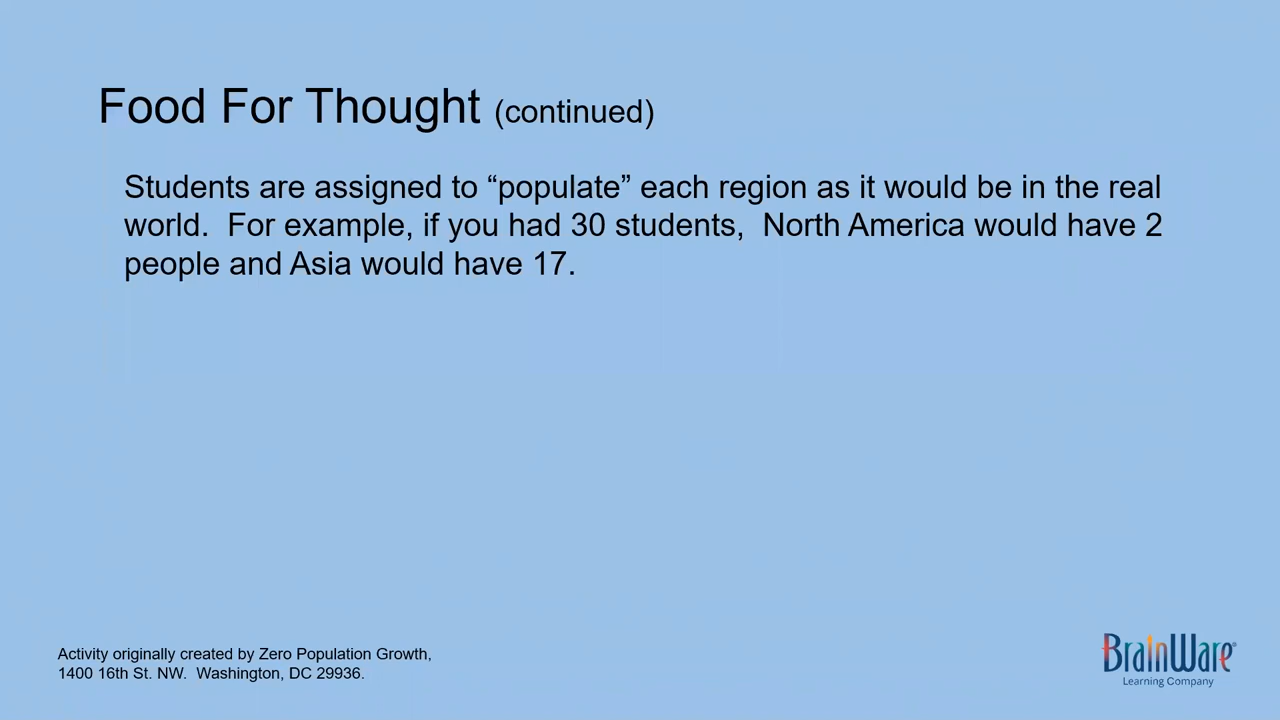 Food For Thought (continued)
Students are assigned to “populate” each region as it would be in the real
world.  For example, if you had 30 students,  North America would have 2
people and Asia would have 17.
Activity originally created by Zero Population Growth,
1400 16th St. NW.  Washington, DC 29936.
BrainWare®
Learning Company